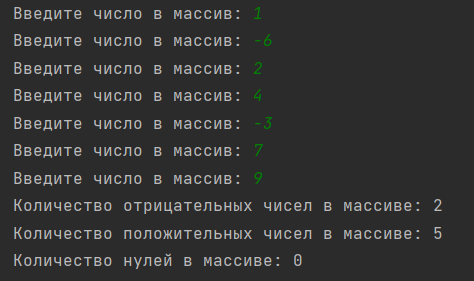 Введите число в массив: 1
Введите число в массив: -6
Введите число в массив: 2
Введите число в массив: 4
Введите число в массив: -3
Введите число в массив: 7
Введите число в массив: 9
Количество отрицательных чисел в массиве: 2
Количество положительных чисел в массиве: 5
Количество нулей в массиве: 0